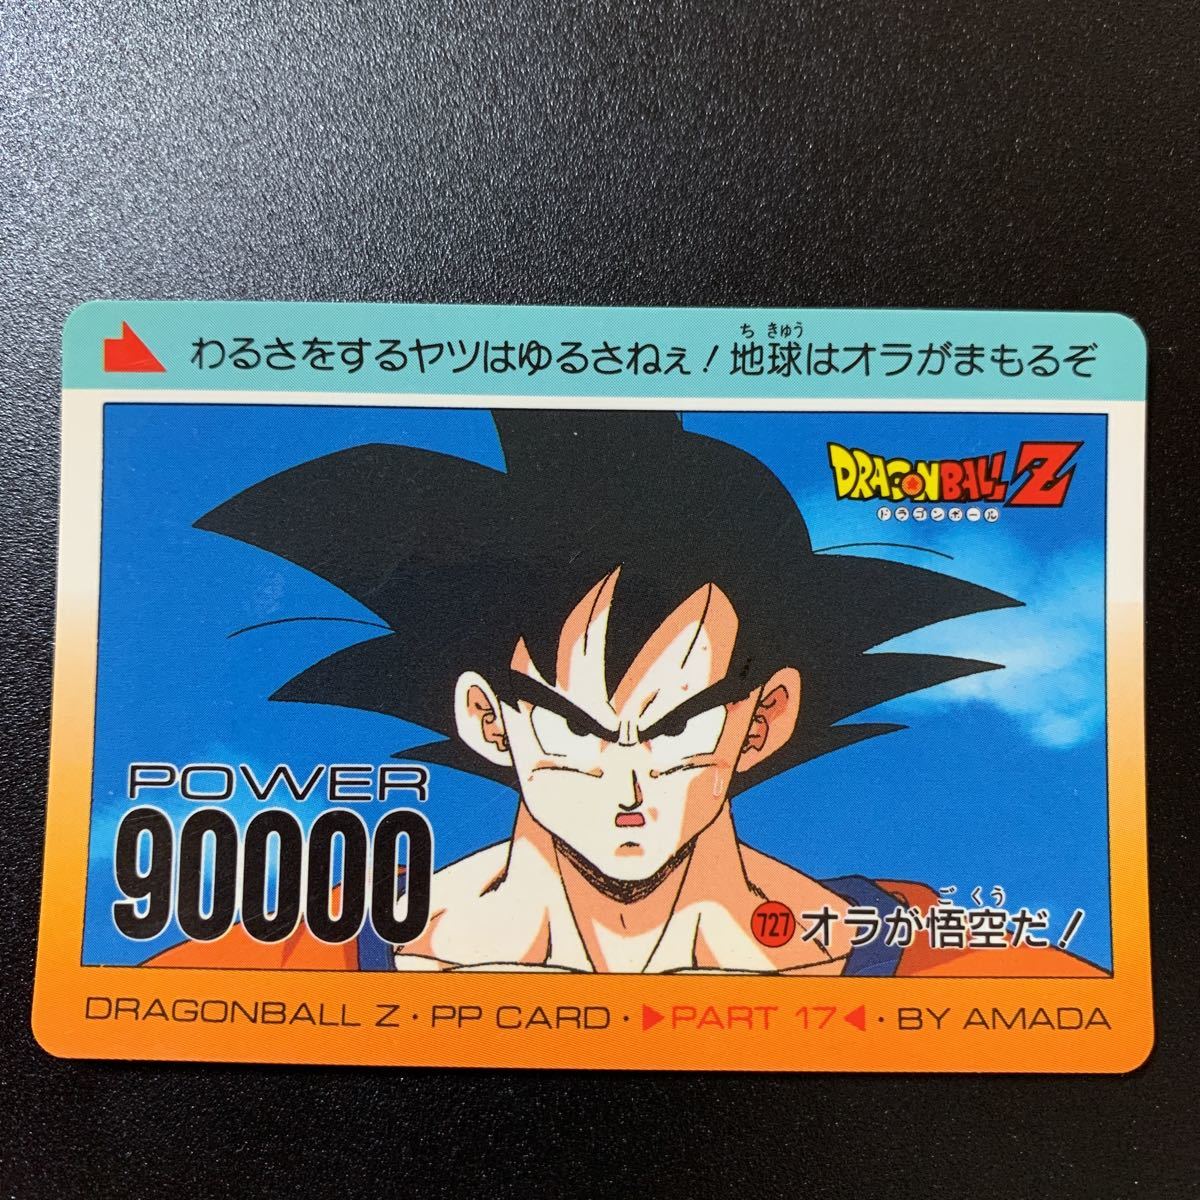 わるさをするヤツはゆるさねぇ！地球はオラがまもるぞ
ちきゅう
DRAGONBALL Z
ドラゴンボール
POWER
90000
ごくう
727 オラが悟空だ！
DRAGONBALL Z・PP CARD・▶PART 17◀・BY AMADA